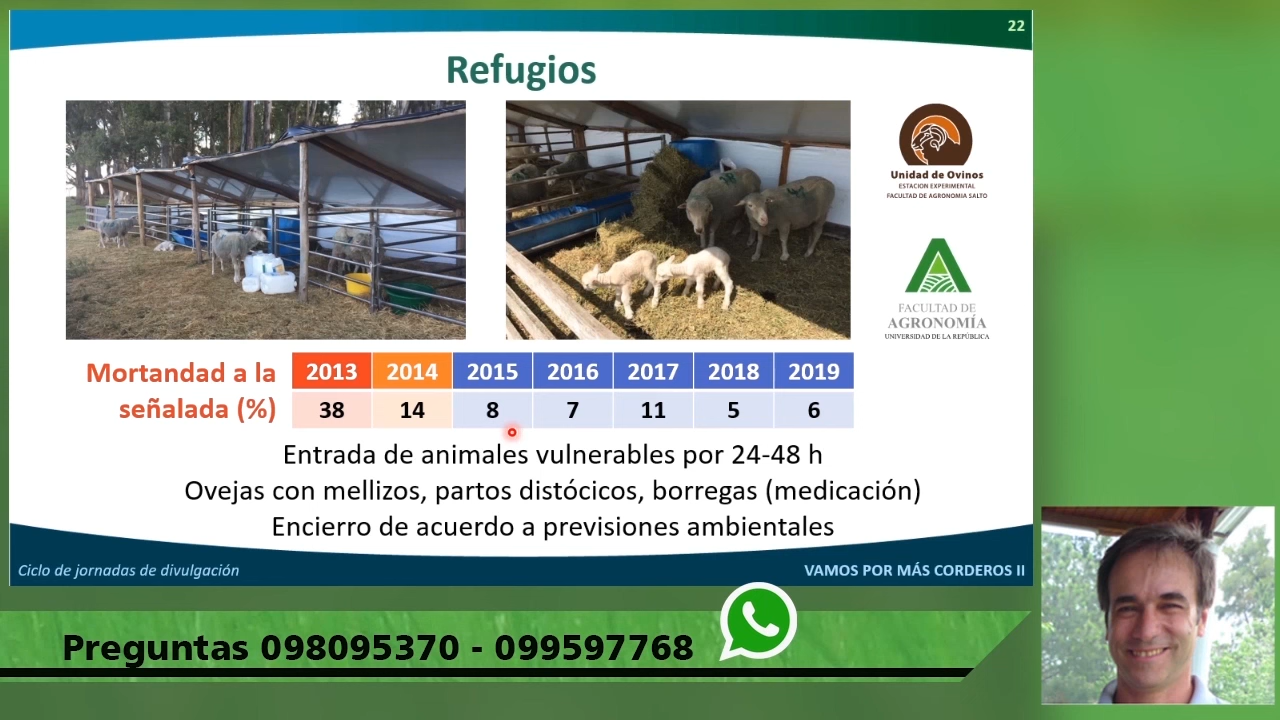 22
Refugios
Unidad de Ovinos
ESTACION EXPERIMENTAL
FACULTAD DE AGRONOMIA SALTO
FACULTAD DE
AGRONOMÍA
UNIVERSIDAD DE LA REPÚBLICA
Mortandad a la
señalada (%)
2013 2014 2015 2016 2017 2018 2019
38 14 8 7 11 5 6
Entrada de animales vulnerables por 24-48 h
Ovejas con mellizos, partos distócicos, borregas (medicación)
Encierro de acuerdo a previsiones ambientales
Ciclo de jornadas de divulgación
VAMOS POR MÁS CORDEROS II
Preguntas 098095370 - 099597768